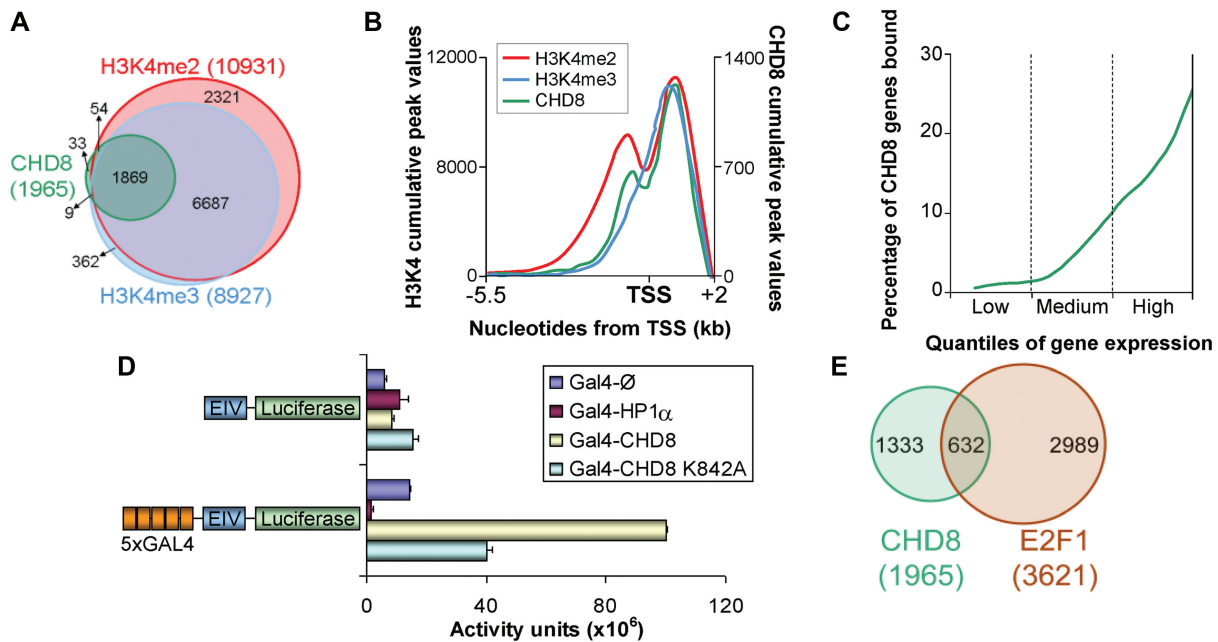 A
H3K4me2 (10931)
2321
54
33
CHD8
(1965)
1869
6687
9
362
H3K4me3 (8927)
B
H3K4 cumulative peak values
12000
8000
4000
0
H3K4me2
H3K4me3
CHD8
1400
700
0
CHD8 cumulative peak values
-5.5
TSS
+2
Nucleotides from TSS (kb)
C
Percentage of CHD8 genes bound
30
20
10
0
Low
Medium
High
Quantiles of gene expression
D
EIV
Luciferase
5xGAL4
EIV
Luciferase
Gal4-Ø
Gal4-HP1α
Gal4-CHD8
Gal4-CHD8 K842A
0
40
80
120
Activity units (x10⁶)
E
1333
632
2989
CHD8
(1965)
E2F1
(3621)